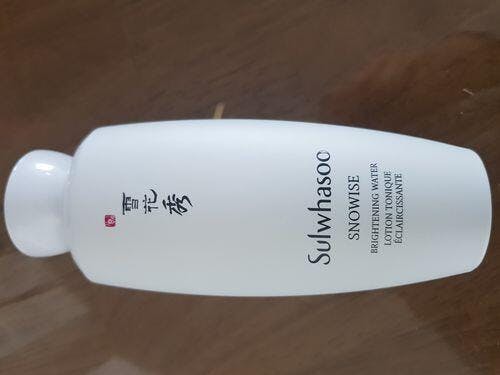 雪花秀
Sulwhasoo
SNOWISE
BRIGHTENING WATER
LOTION TONIQUE
ÉCLAIRCISSANTE